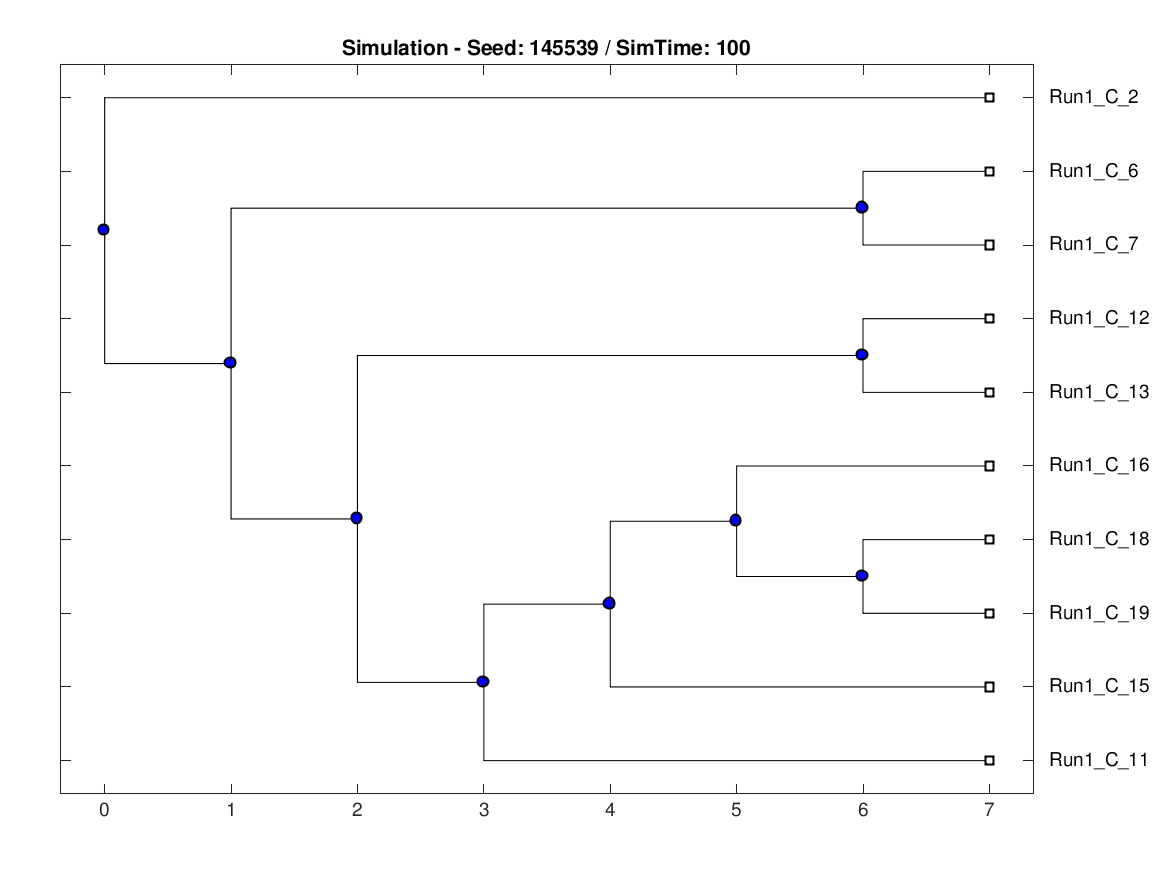 Simulation - Seed: 145539 / SimTime: 100
Run1_C_2
Run1_C_6
Run1_C_7
Run1_C_12
Run1_C_13
Run1_C_16
Run1_C_18
Run1_C_19
Run1_C_15
Run1_C_11
0 1 2 3 4 5 6 7